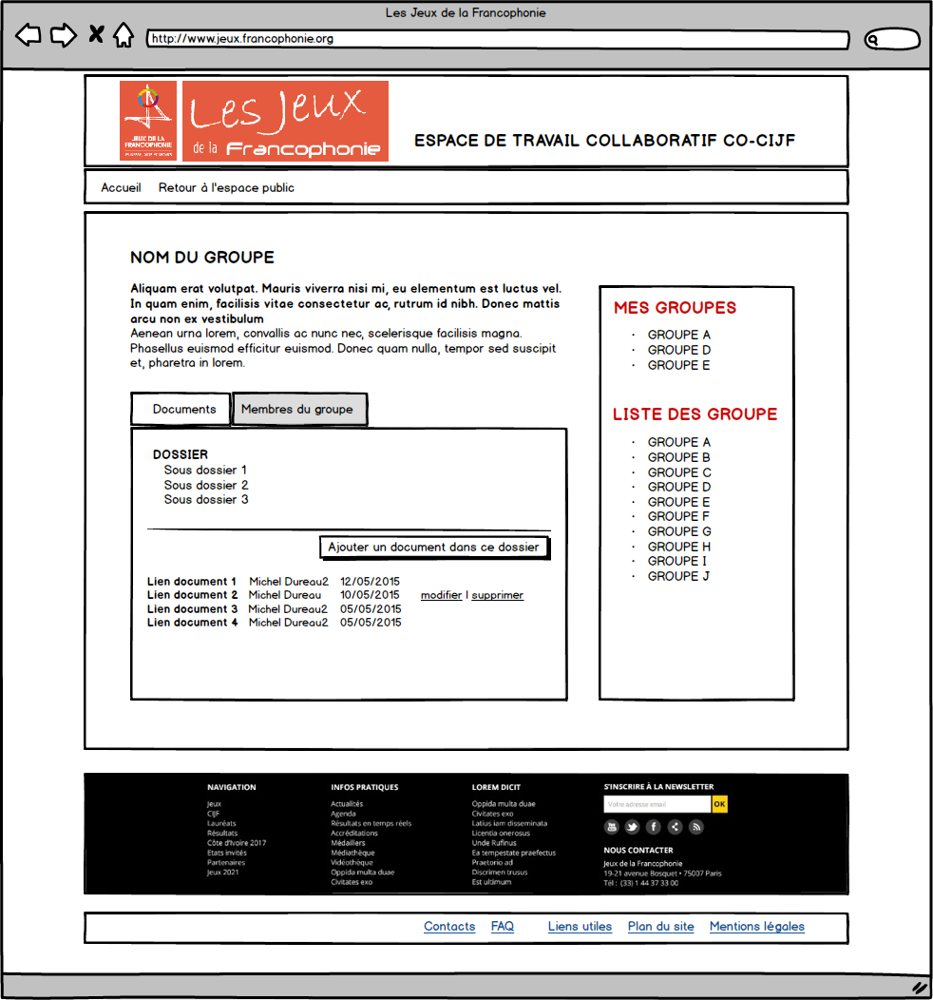 Les Jeux de la Francophonie
http://www.jeux.francophonie.org
Les Jeux
de la Francophonie
JEUX DE LA
FRANCOPHONIE
ESPACE DE TRAVAIL COLLABORATIF CO-CIJF
Accueil Retour à l'espace public
NOM DU GROUPE
Aliquam erat volutpat. Mauris viverra nisi mi, eu elementum est luctus vel.
In quam enim, facilisis vitae consectetur ac, rutrum id nibh. Donec mattis
arcu non ex vestibulum
Aenean urna lorem, convallis ac nunc nec, scelerisque facilisis magna.
Phasellus euismod efficitur euismod. Donec quam nulla, tempor sed suscipit
et, pharetra in lorem.
Documents Membres du groupe
DOSSIER
Sous dossier 1
Sous dossier 2
Sous dossier 3
Ajouter un document dans ce dossier
Lien document 1 Michel Dureau2 12/05/2015
Lien document 2 Michel Dureau 10/05/2015 modifier | supprimer
Lien document 3 Michel Dureau2 05/05/2015
Lien document 4 Michel Dureau2 05/05/2015
MES GROUPES
· GROUPE A
· GROUPE D
· GROUPE E
LISTE DES GROUPE
· GROUPE A
· GROUPE B
· GROUPE C
· GROUPE D
· GROUPE E
· GROUPE F
· GROUPE G
· GROUPE H
· GROUPE I
· GROUPE J
NAVIGATION
Jeux
CIJF
Lauréats
Résultats
Côte d'Ivoire 2017
Etats invités
Partenaires
Jeux 2021
INFOS PRATIQUES
Actualités
Agenda
Résultats en temps réels
Accréditations
Médaillers
Médiathèque
Vidéothèque
Oppida multa duae
Civitates exo
LOREM DICIT
Oppida multa duae
Civitates exo
Latius iam disseminata
Licentia onerosus
Unde Rufinus
Ea tempestate praefectus
Praetorio ad
Discrimen trusus
Est ultimum
S'INSCRIRE À LA NEWSLETTER
Votre adresse email OK
NOUS CONTACTER
Jeux de la Francophonie
19-21 avenue Bosquet • 75007 Paris
Tél : (33) 1 44 37 33 00
Contacts FAQ Liens utiles Plan du site Mentions légales